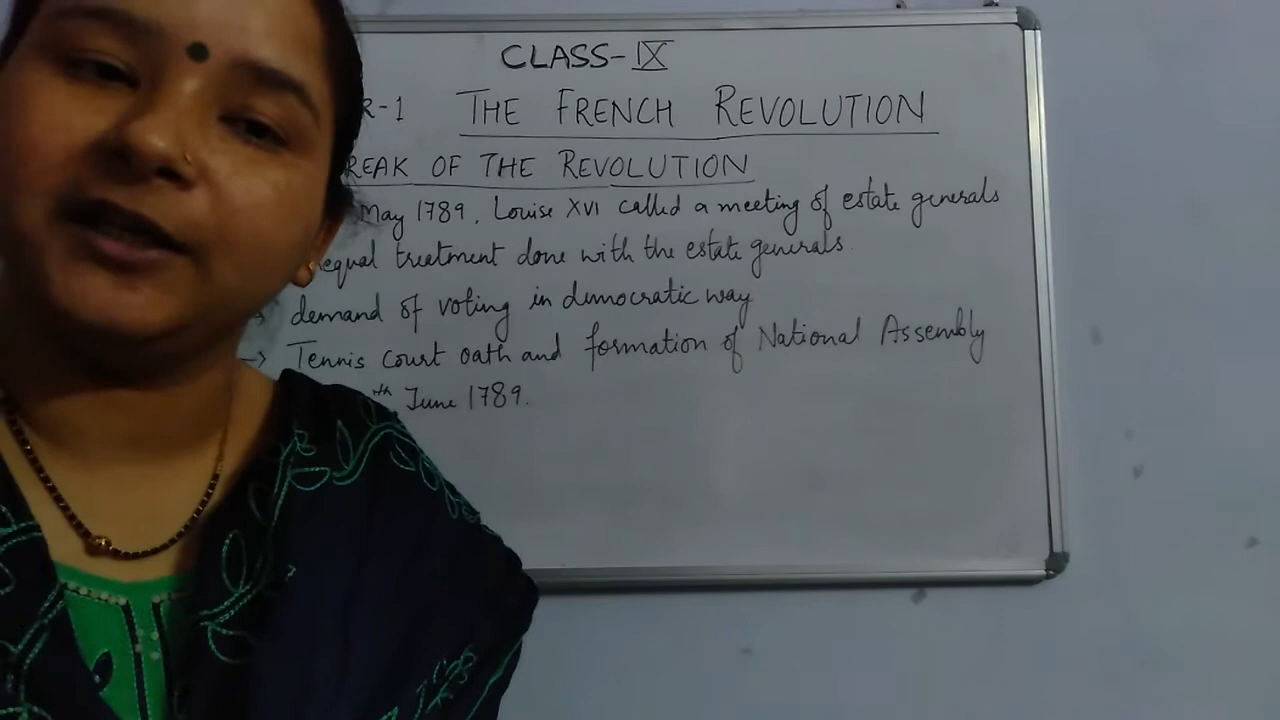 CLASS-IX
R-1 THE FRENCH REVOLUTION
REAK OF THE REVOLUTION
May 1789, Louise XVI called a meeting of estate generals
equal treatment done with the estate generals.
→ demand of voting in democratic way
→ Tennis court oath and formation of National Assembly
th June 1789.